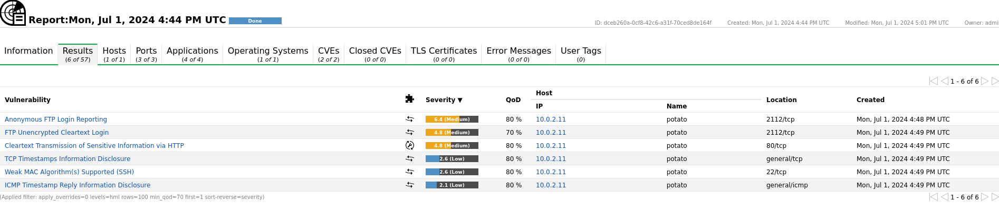 Report:Mon, Jul 1, 2024 4:44 PM UTC Done
ID: dceb260a-0cf8-42c6-a31f-70ced8de164f Created: Mon, Jul 1, 2024 4:44 PM UTC Modified: Mon, Jul 1, 2024 5:01 PM UTC Owner: admi
Information Results Hosts Ports Applications Operating Systems CVEs Closed CVEs TLS Certificates Error Messages User Tags
(6 of 57) (1 of 1) (3 of 3) (4 of 4) (1 of 1) (2 of 2) (0 of 0) (0 of 0) (0 of 0) (0)
1 - 6 of 6
Vulnerability Severity ▼ QoD Host Location Created
IP Name
Anonymous FTP Login Reporting 6.4 (Medium) 80 % 10.0.2.11 potato 2112/tcp Mon, Jul 1, 2024 4:48 PM UTC
FTP Unencrypted Cleartext Login 4.8 (Medium) 70 % 10.0.2.11 potato 2112/tcp Mon, Jul 1, 2024 4:49 PM UTC
Cleartext Transmission of Sensitive Information via HTTP 4.8 (Medium) 80 % 10.0.2.11 potato 80/tcp Mon, Jul 1, 2024 4:49 PM UTC
TCP Timestamps Information Disclosure 2.6 (Low) 80 % 10.0.2.11 potato general/tcp Mon, Jul 1, 2024 4:49 PM UTC
Weak MAC Algorithm(s) Supported (SSH) 2.6 (Low) 80 % 10.0.2.11 potato 22/tcp Mon, Jul 1, 2024 4:49 PM UTC
ICMP Timestamp Reply Information Disclosure 2.1 (Low) 80 % 10.0.2.11 potato general/icmp Mon, Jul 1, 2024 4:49 PM UTC
(Applied filter: apply_overrides=0 levels=hml rows=100 min_qod=70 first=1 sort-reverse=severity)
1 - 6 of 6